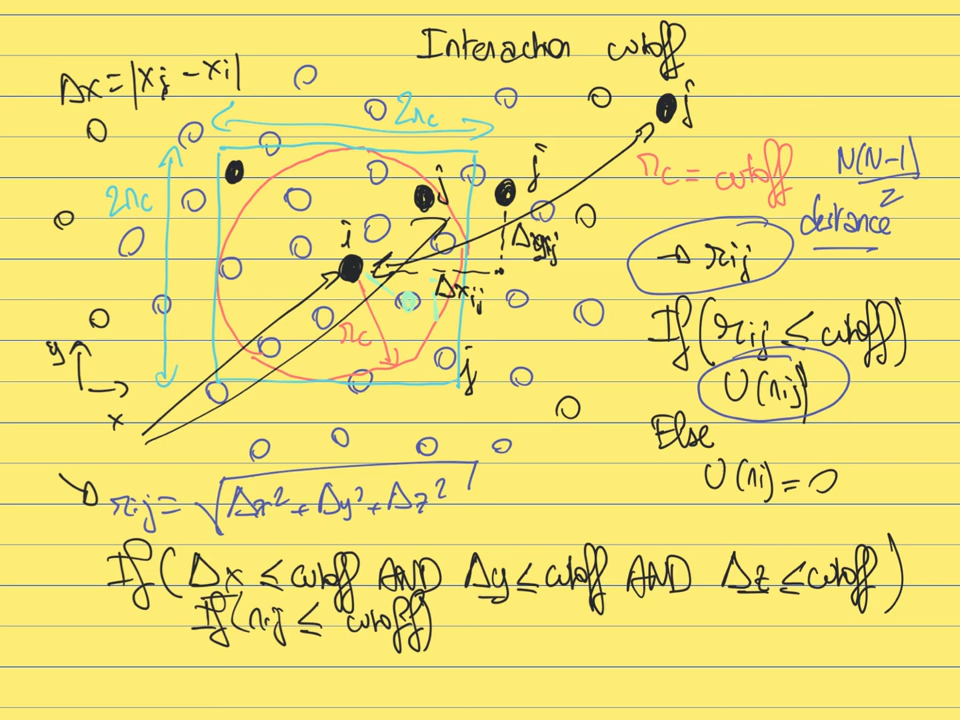 Interaction cutoff
Δx = |xj - xi|
2rc
j
rc = cutoff
N(N-1)
2
distance
2rc
j
j
i
Δyij
Δxij
→ rij
rc
If (rij ≤ cutoff)
y
x
j
U(rij)
Else
U(rij) = 0
rij = √Δx² + Δy² + Δz²
If (Δx ≤ cutoff AND Δy ≤ cutoff AND Δz ≤ cutoff)
If (rij ≤ cutoff)